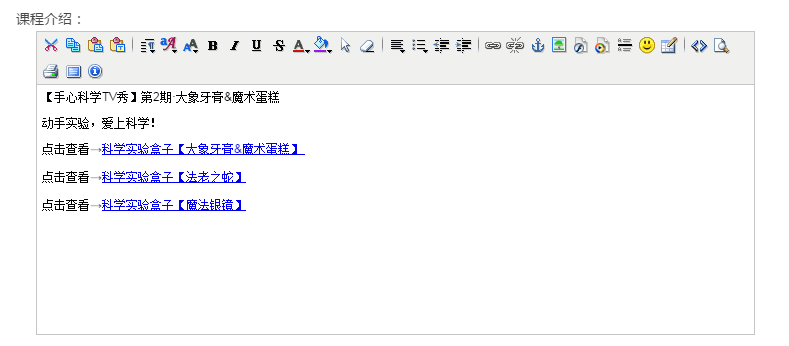 课程介绍：
【手心科学TV秀】第2期·大象牙膏&魔术蛋糕
动手实验，爱上科学！
点击查看→科学实验盒子【大象牙膏&魔术蛋糕】
点击查看→科学实验盒子【法老之蛇】
点击查看→科学实验盒子【魔法银镜】